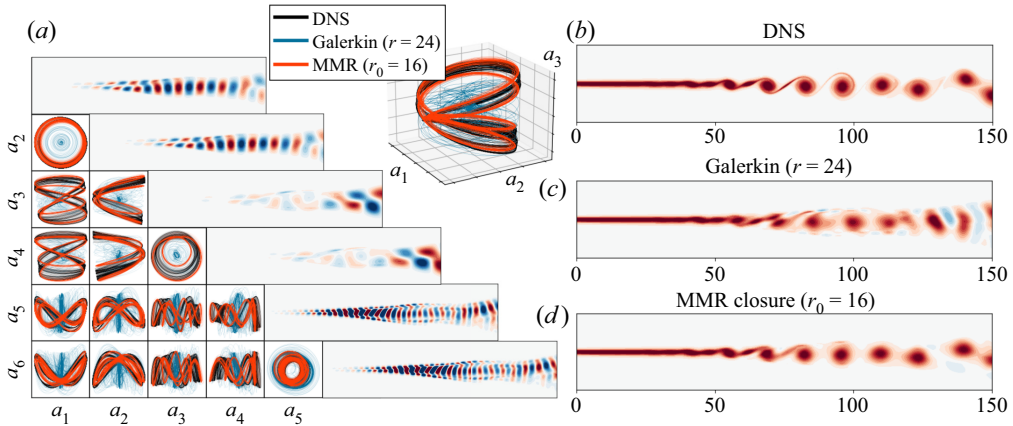 (a)
DNS
Galerkin (r = 24)
MMR (r0 = 16)
a3
a1
a2
a2
a3
a4
a5
a6
a1
a2
a3
a4
a5
(b)
DNS
0
50
100
150
(c)
Galerkin (r = 24)
0
50
100
150
(d)
MMR closure (r0 = 16)
0
50
100
150